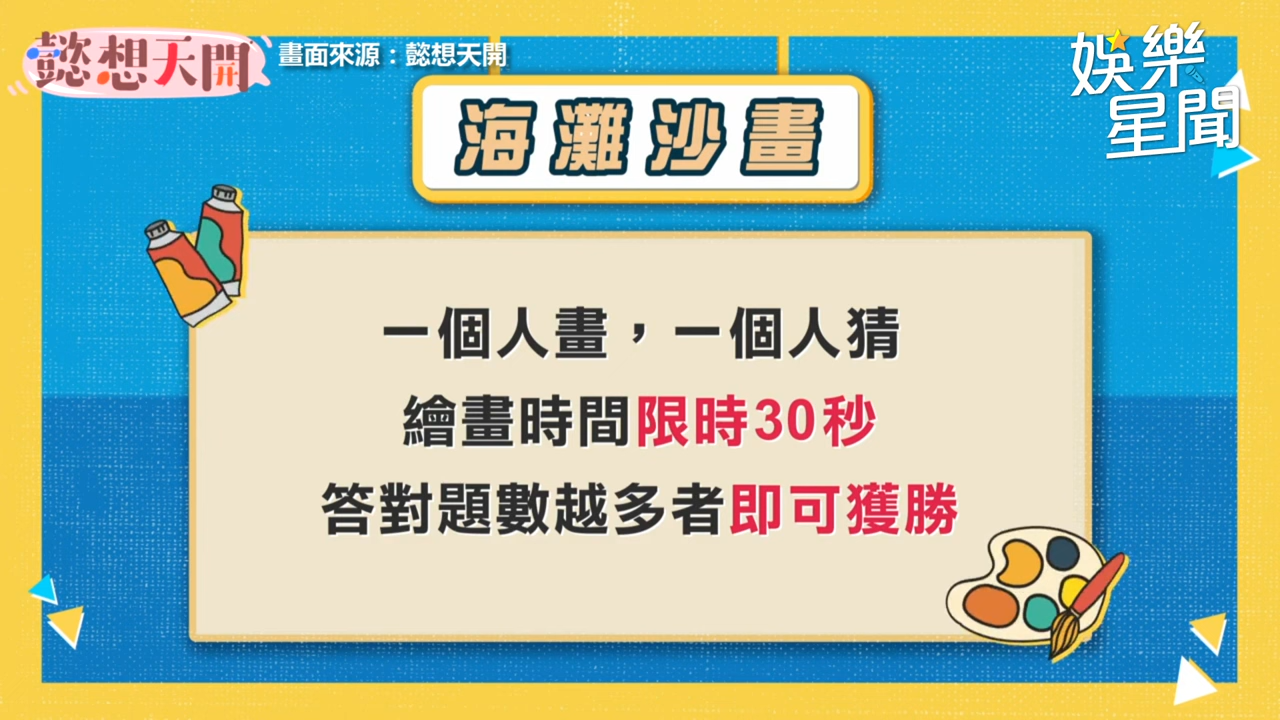 懿想天開
畫面來源：懿想天開
娛樂
星聞
海灘沙畫
一個人畫，一個人猜
繪畫時間限時30秒
答對題數越多者即可獲勝